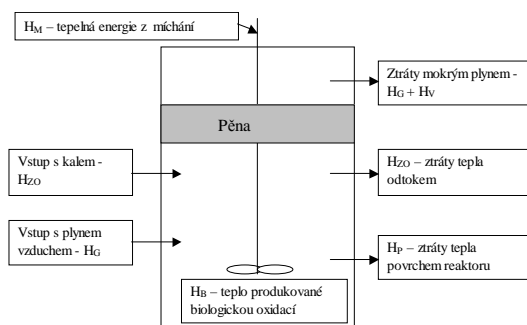 HM – tepelná energie z míchání
Ztráty mokrým plynem -
HG + HV
Pěna
Vstup s kalem -
HZO
HZO – ztráty tepla
odtokem
Vstup s plynem
vzduchem - HG
HP – ztráty tepla
povrchem reaktoru
HB – teplo produkované
biologickou oxidací